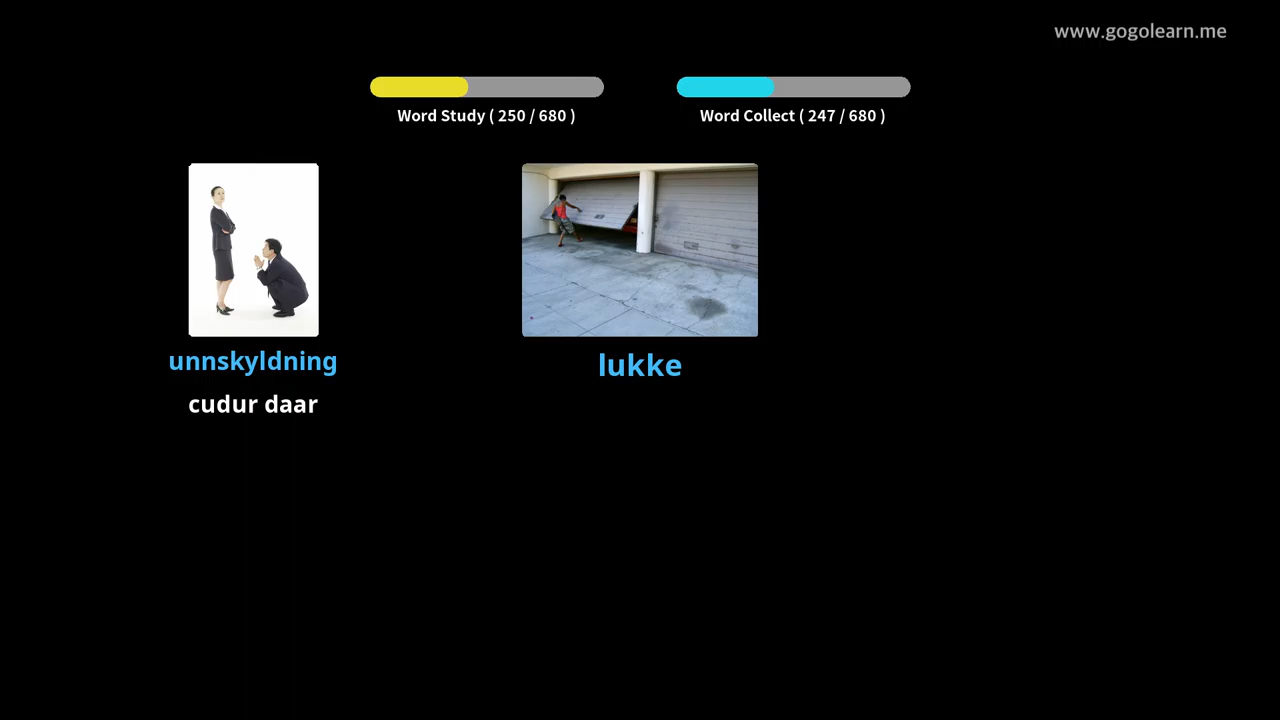 www.gogolearn.me
Word Study ( 250 / 680 )
Word Collect ( 247 / 680 )
unnskyldning
cudur daar
lukke